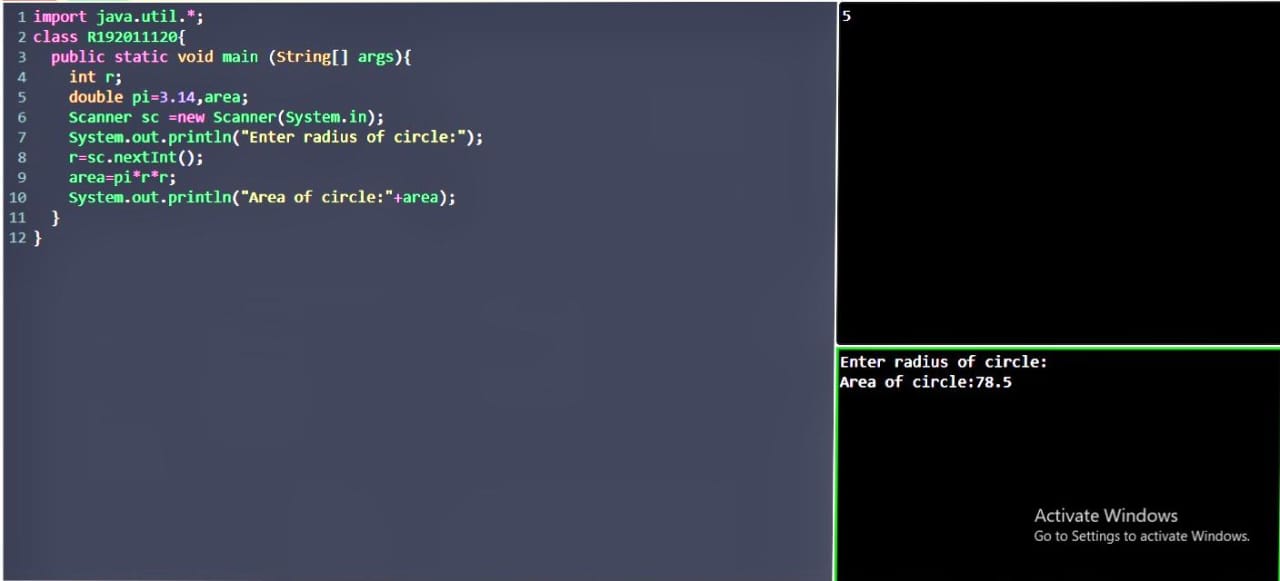 1 import java.util.*;
2 class R192011120{
3   public static void main (String[] args){
4     int r;
5     double pi=3.14,area;
6     Scanner sc =new Scanner(System.in);
7     System.out.println("Enter radius of circle:");
8     r=sc.nextInt();
9     area=pi*r*r;
10     System.out.println("Area of circle:"+area);
11   }
12 }
5
Enter radius of circle:
Area of circle:78.5
Activate Windows
Go to Settings to activate Windows.